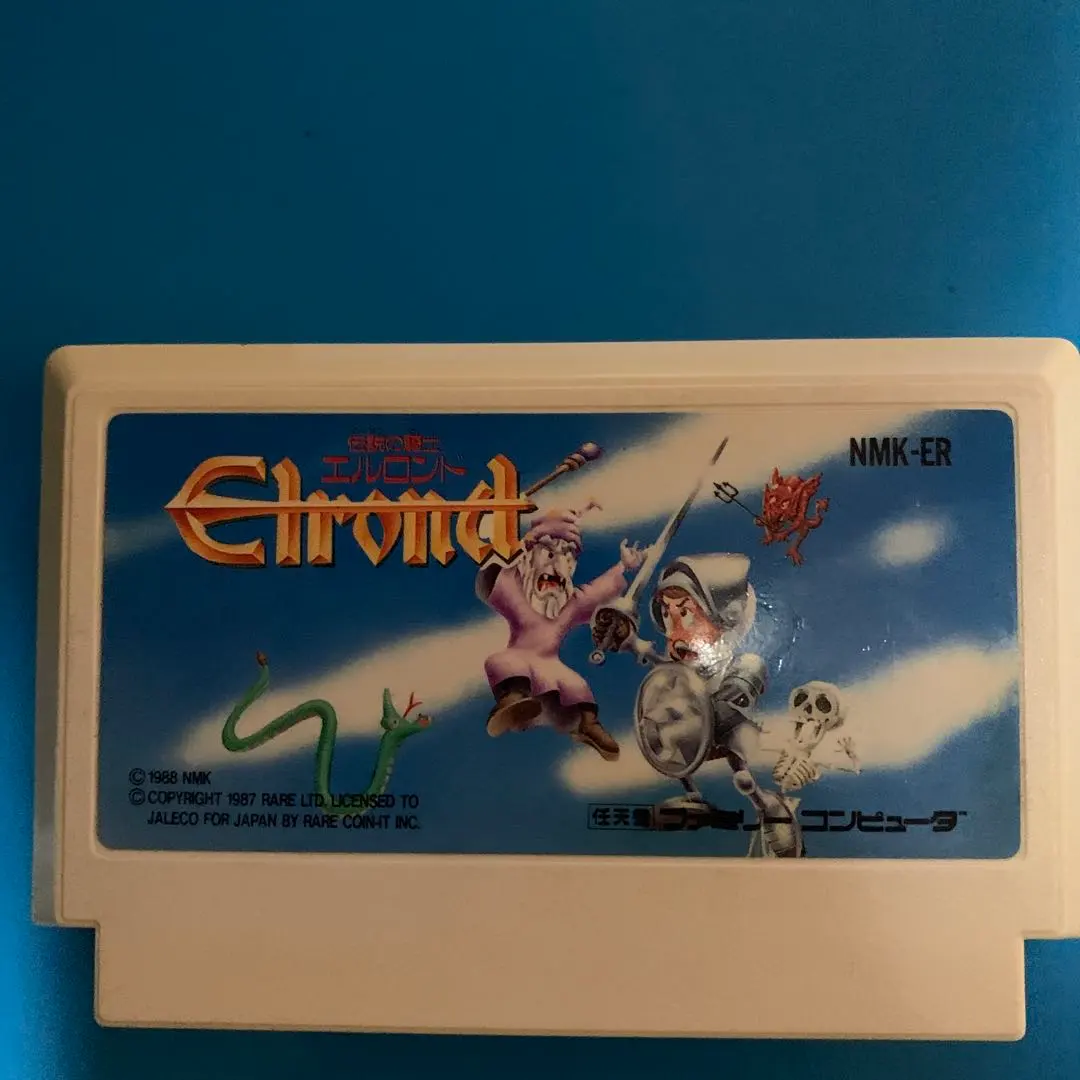 伝説の騎士
エルロンド
Elrond
NMK-ER
© 1988 NMK
© COPYRIGHT 1987 RARE LTD. LICENSED TO
JALECO FOR JAPAN BY RARE COIN-IT INC.
任天堂 ファミリーコンピュータ™